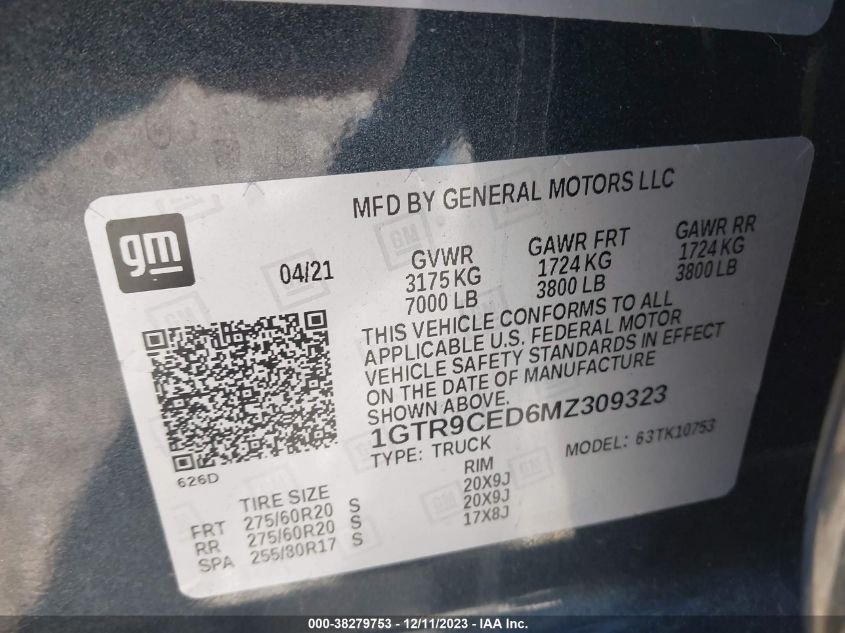 MFD BY GENERAL MOTORS LLC
gm
04/21
GVWR GAWR FRT GAWR RR
3175 KG 1724 KG 1724 KG
7000 LB 3800 LB 3800 LB
THIS VEHICLE CONFORMS TO ALL
APPLICABLE U.S. FEDERAL MOTOR
VEHICLE SAFETY STANDARDS IN EFFECT
ON THE DATE OF MANUFACTURE
SHOWN ABOVE.
1GTR9CED6MZ309323
TYPE: TRUCK MODEL: 63TK10753
626D
TIRE SIZE RIM
FRT 275/60R20 S 20X9J
RR 275/60R20 S 20X9J
SPA 255/80R17 S 17X8J
000-38279753 - 12/11/2023 - IAA Inc.